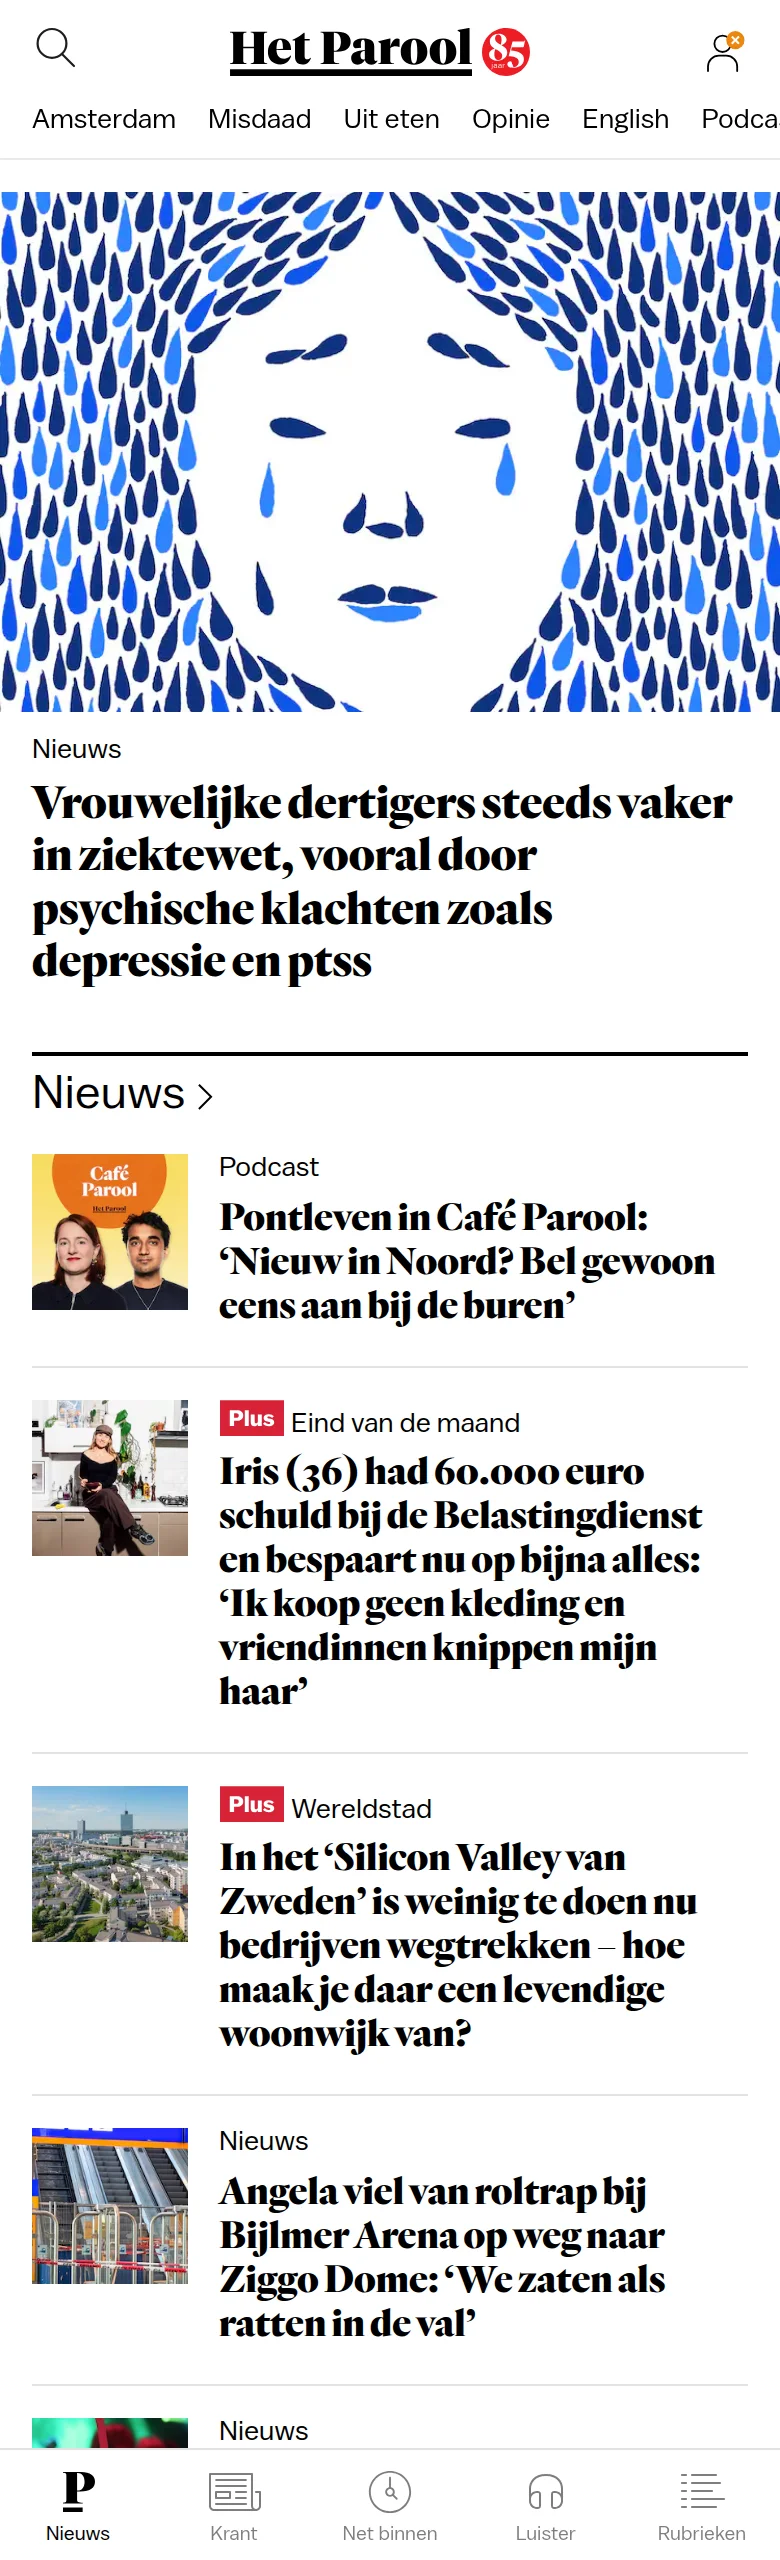 Het Parool 85 jaar
Amsterdam Misdaad Uit eten Opinie English Podca
Nieuws
Vrouwelijke dertigers steeds vaker
in ziektewet, vooral door
psychische klachten zoals
depressie en ptss
Nieuws
Café
Parool
Het Parool
Podcast
Pontleven in Café Parool:
‘Nieuw in Noord? Bel gewoon
eens aan bij de buren’
Plus Eind van de maand
Iris (36) had 60.000 euro
schuld bij de Belastingdienst
en bespaart nu op bijna alles:
‘Ik koop geen kleding en
vriendinnen knippen mijn
haar’
Plus Wereldstad
In het ‘Silicon Valley van
Zweden’ is weinig te doen nu
bedrijven wegtrekken – hoe
maak je daar een levendige
woonwijk van?
Nieuws
Angela viel van roltrap bij
Bijlmer Arena op weg naar
Ziggo Dome: ‘We zaten als
ratten in de val’
Nieuws
P
Nieuws Krant Net binnen Luister Rubrieken